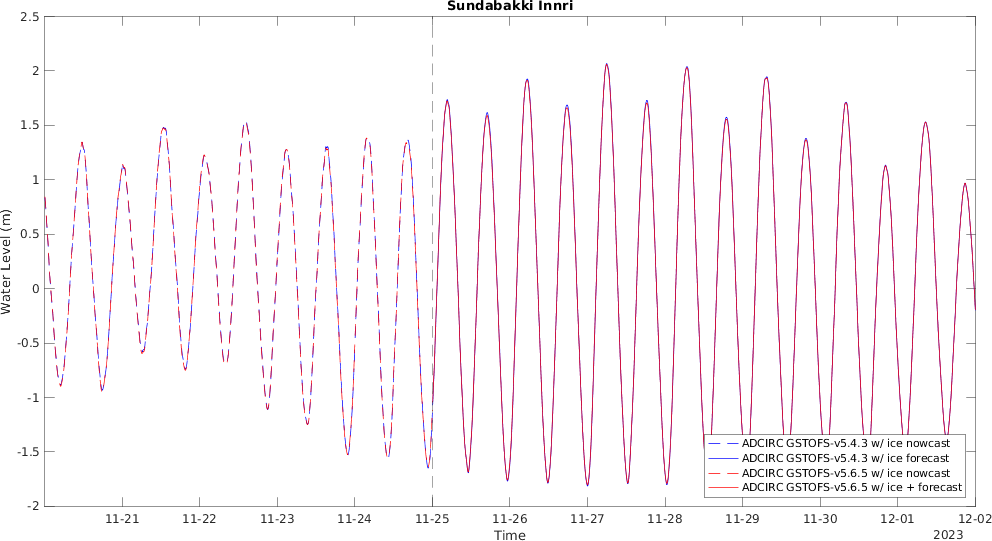 Sundabakki Innri
2.5
2
1.5
1
0.5
0
-0.5
-1
-1.5
-2
Water Level (m)
11-21 11-22 11-23 11-24 11-25 11-26 11-27 11-28 11-29 11-30 12-01 12-02
2023
Time
ADCIRC GSTOFS-v5.4.3 w/ ice nowcast
ADCIRC GSTOFS-v5.4.3 w/ ice forecast
ADCIRC GSTOFS-v5.6.5 w/ ice nowcast
ADCIRC GSTOFS-v5.6.5 w/ ice + forecast